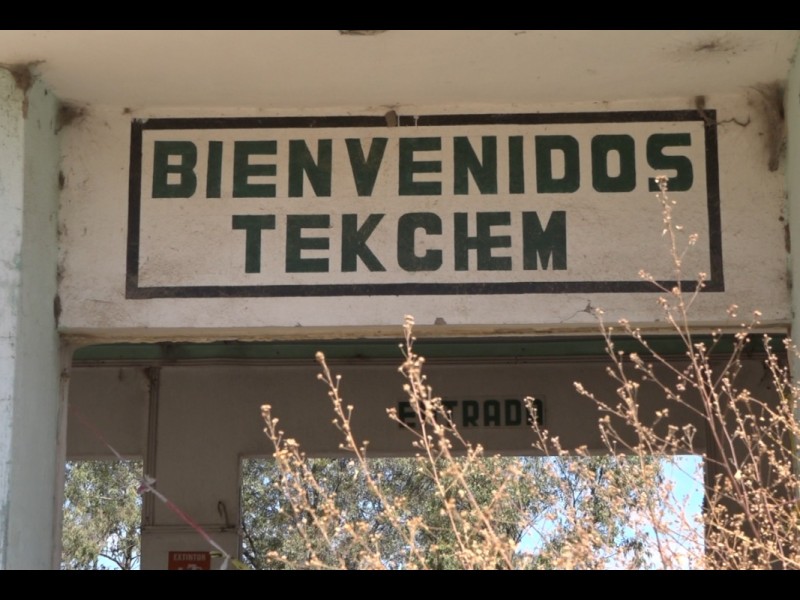 BIENVENIDOS
TEKCHEM
ENTRADA
EXTINTOR